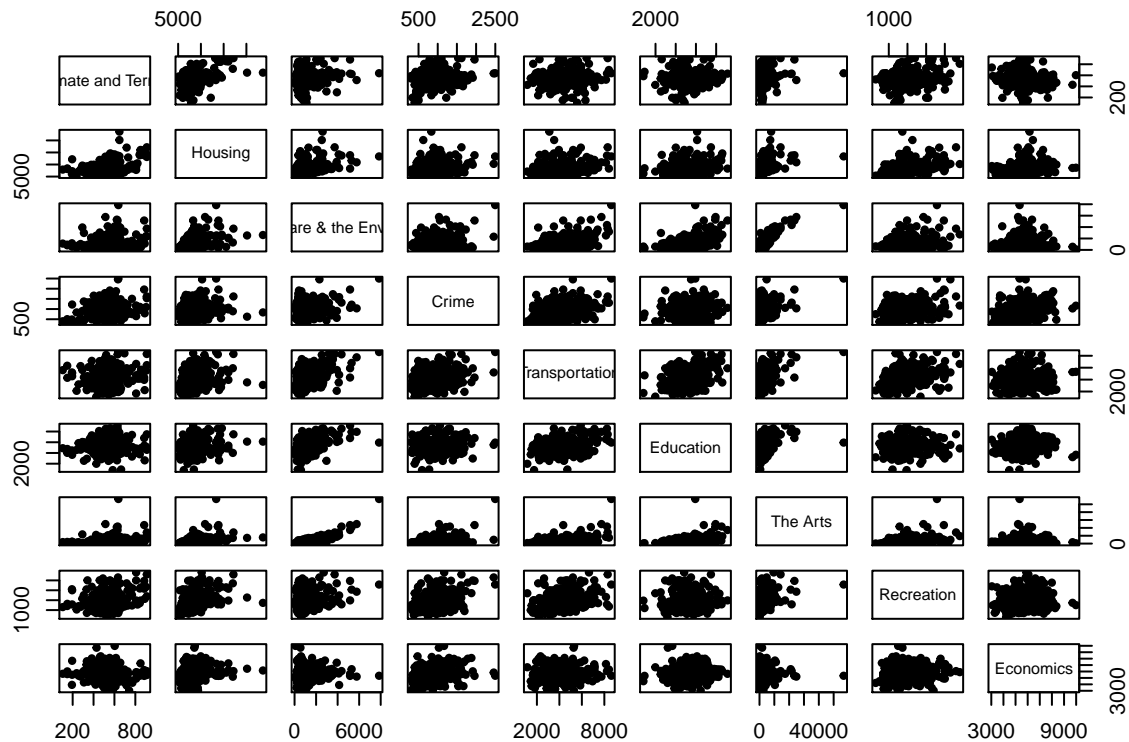 5000 500 2500 2000 1000
nate and Ter
200
5000
Housing
are & the Env
0
500
Crime
Transportation
2000
2000
Education
The Arts
0
1000
Recreation
Economics
3000
200 800 0 6000 2000 8000 0 40000 3000 9000